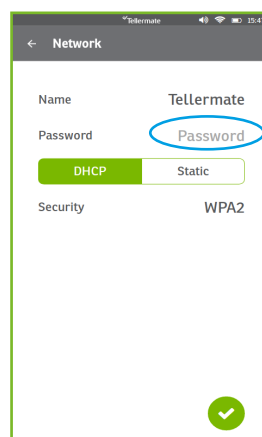 Tellermate 15:4
← Network
Name Tellermate
Password Password
DHCP Static
Security WPA2